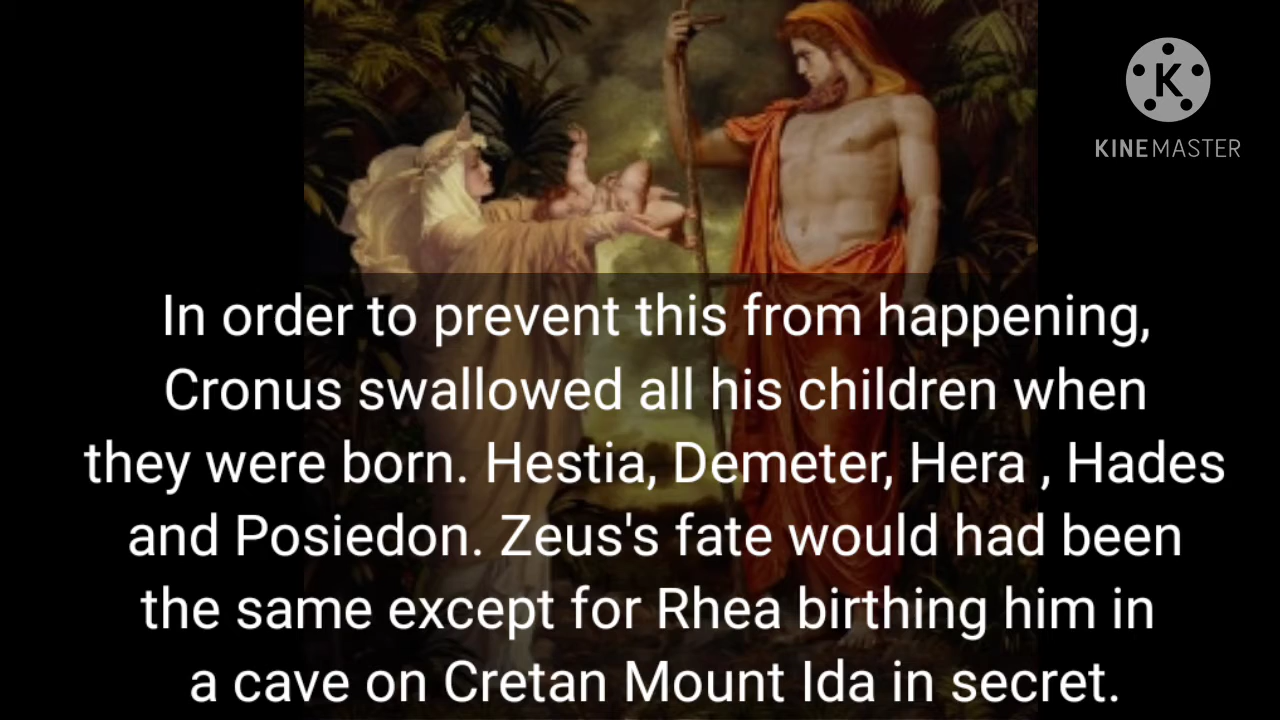 KINEMASTER
In order to prevent this from happening,
Cronus swallowed all his children when
they were born. Hestia, Demeter, Hera , Hades
and Posiedon. Zeus's fate would had been
the same except for Rhea birthing him in
a cave on Cretan Mount Ida in secret.